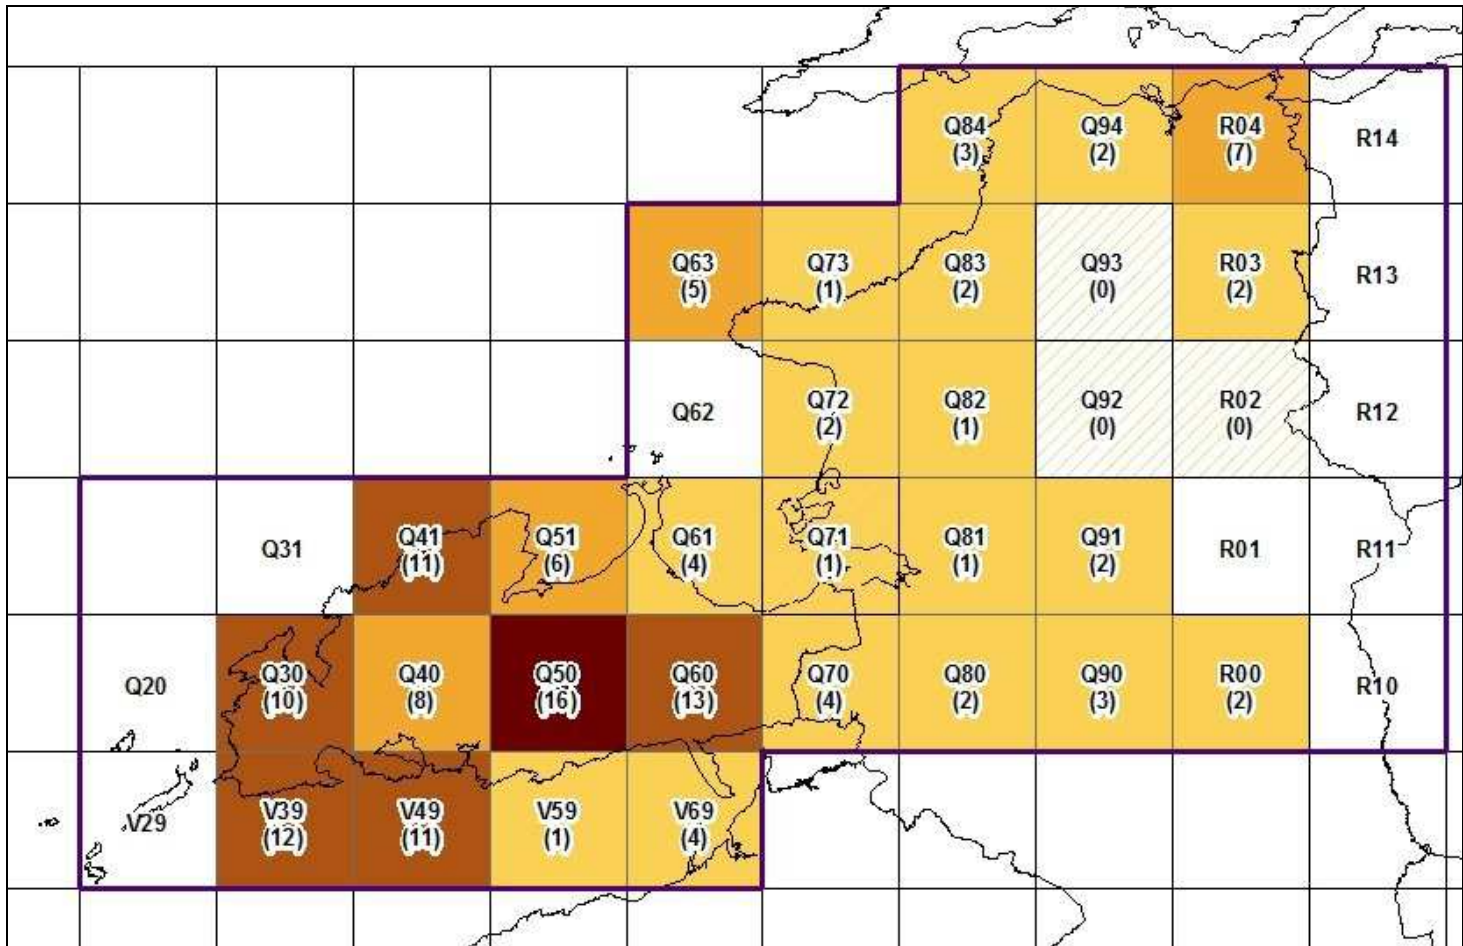 Q84 Q94 R04 R14
(3) (2) (7)
Q63 Q73 Q83 Q93 R03 R13
(5) (1) (2) (0) (2)
Q62 Q72 Q82 Q92 R02 R12
(2) (1) (0) (0)
Q31 Q41 Q51 Q61 Q71 Q81 Q91 R01 R11
(11) (6) (4) (1) (1) (2)
Q20 Q30 Q40 Q50 Q60 Q70 Q80 Q90 R00 R10
(10) (8) (16) (13) (4) (2) (3) (2)
V29 V39 V49 V59 V69
(12) (11) (1) (4)